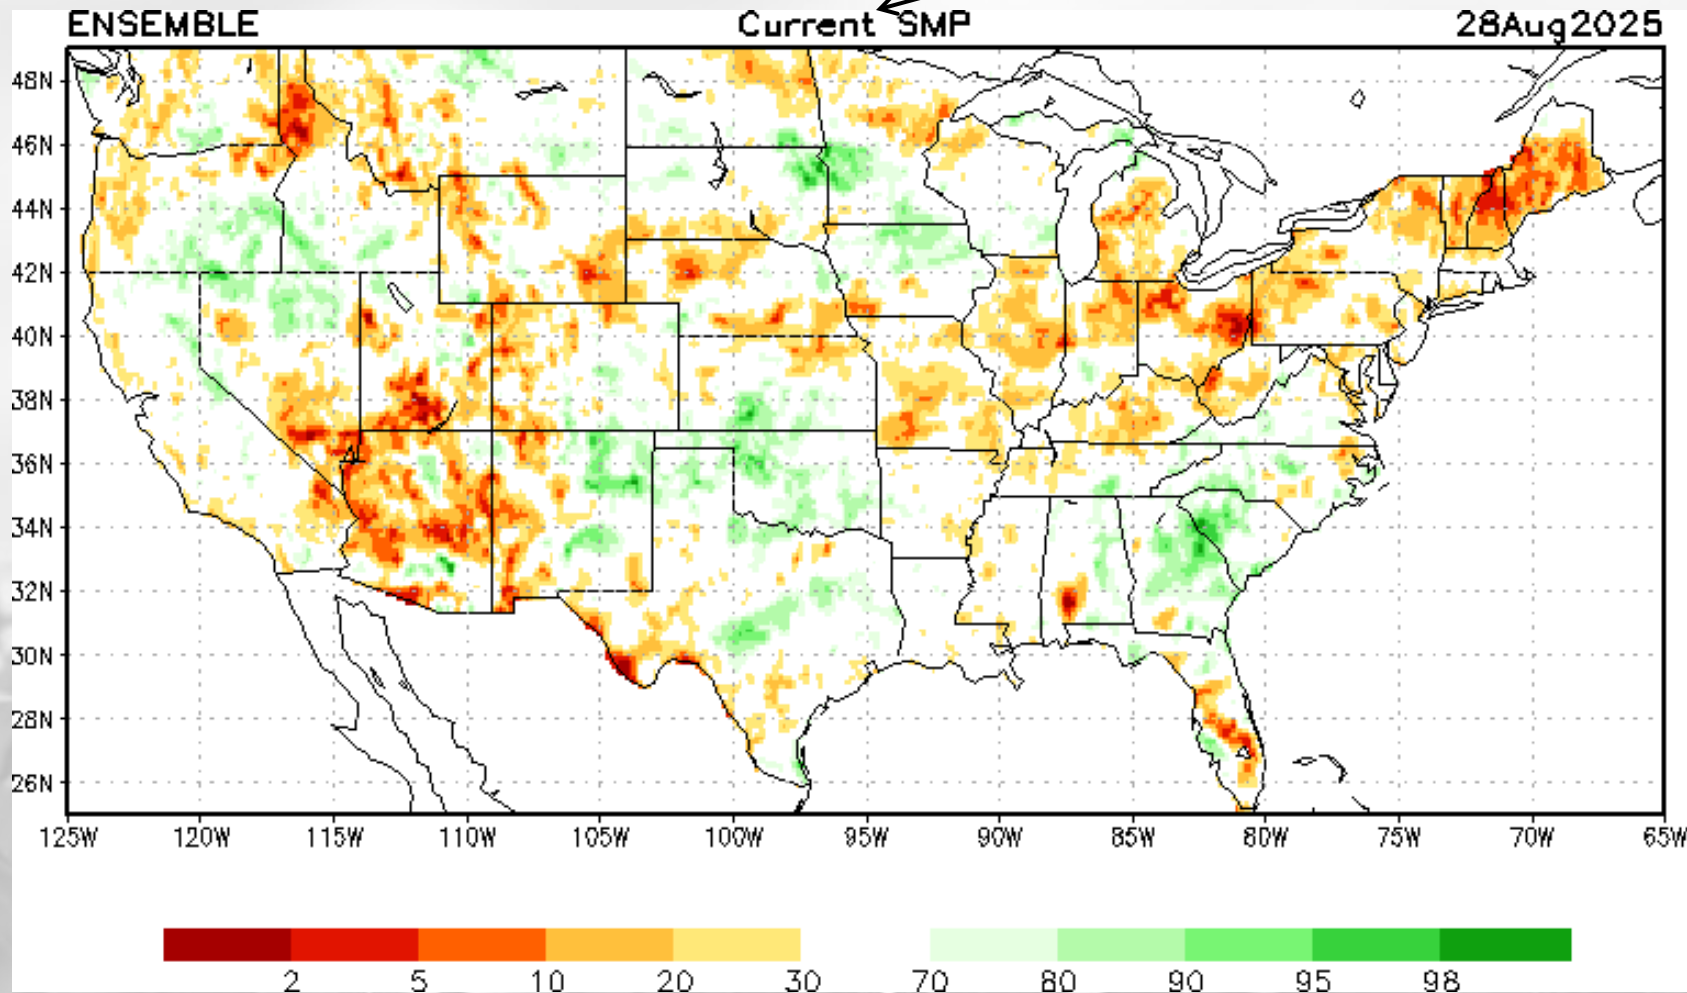 ENSEMBLE Current SMP 28Aug2025
48N
46N
44N
42N
40N
38N
36N
34N
32N
30N
28N
26N
125W 120W 115W 110W 105W 100W 95W 90W 85W 80W 75W 70W 65W
2 5 10 20 30 70 80 90 95 98